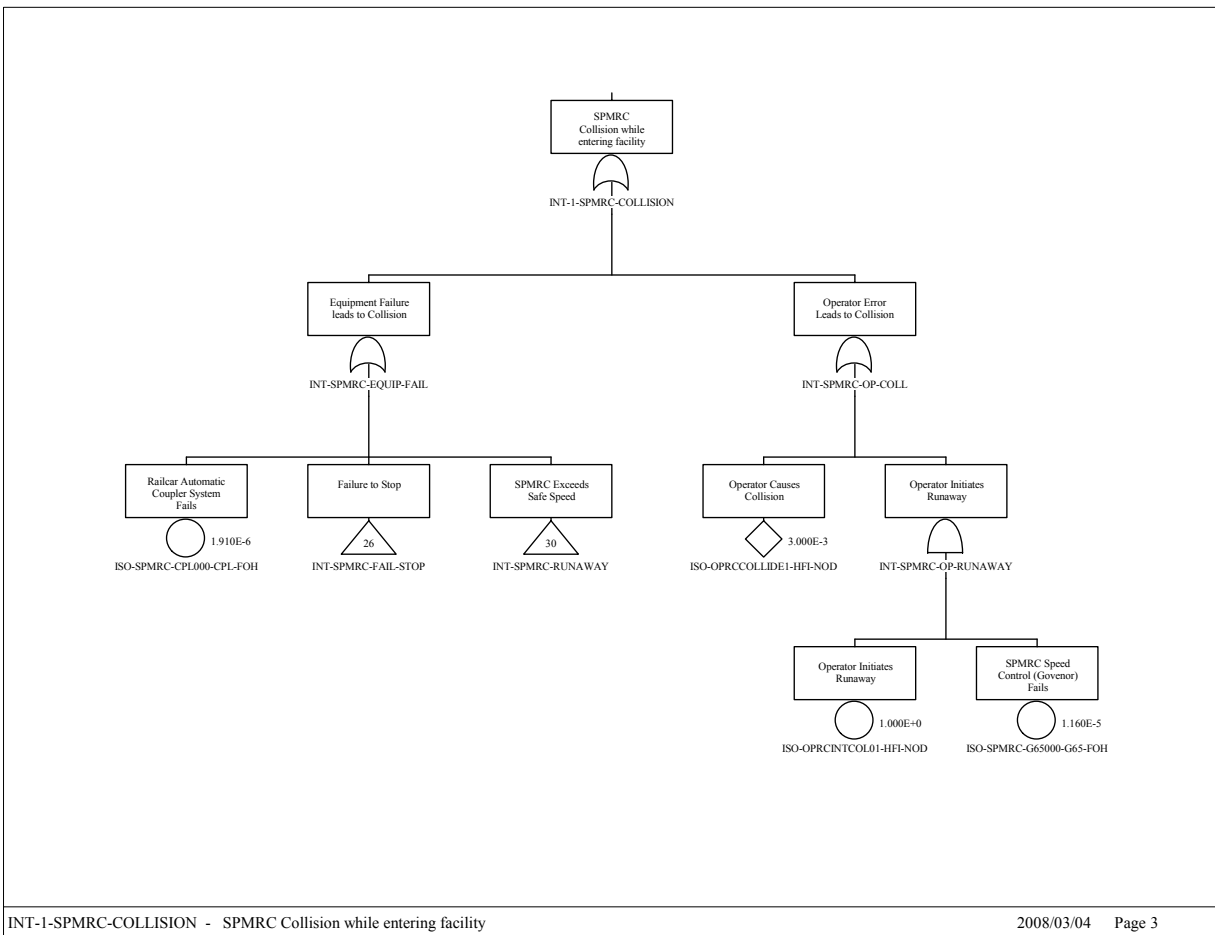 SPMRC
Collision while
entering facility
INT-1-SPMRC-COLLISION
Equipment Failure
leads to Collision
INT-SPMRC-EQUIP-FAIL
Operator Error
Leads to Collision
INT-SPMRC-OP-COLL
Railcar Automatic
Coupler System
Fails
1.910E-6
ISO-SPMRC-CPL000-CPL-FOH
Failure to Stop
26
INT-SPMRC-FAIL-STOP
SPMRC Exceeds
Safe Speed
30
INT-SPMRC-RUNAWAY
Operator Causes
Collision
3.000E-3
ISO-OPRCCOLLIDE1-HFI-NOD
Operator Initiates
Runaway
INT-SPMRC-OP-RUNAWAY
Operator Initiates
Runaway
1.000E+0
ISO-OPRCINTCOL01-HFI-NOD
SPMRC Speed
Control (Govenor)
Fails
1.160E-5
ISO-SPMRC-G65000-G65-FOH
INT-1-SPMRC-COLLISION - SPMRC Collision while entering facility
2008/03/04 Page 3